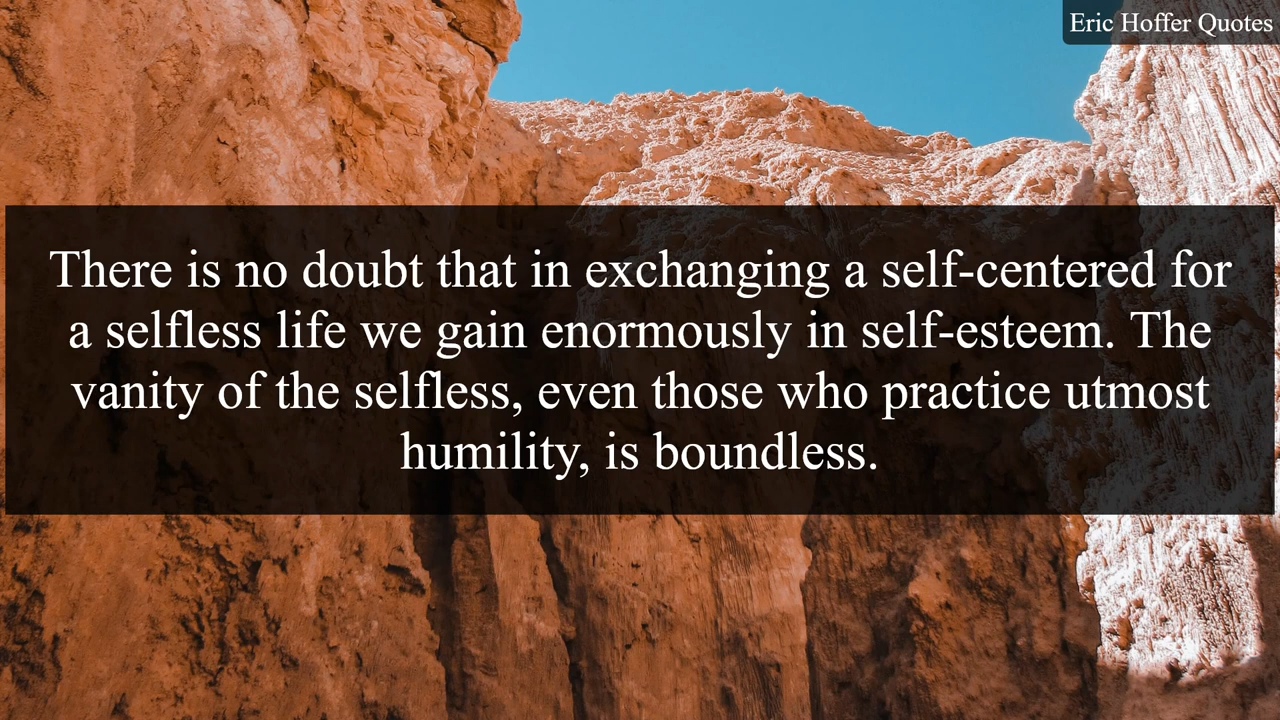 Eric Hoffer Quotes
There is no doubt that in exchanging a self-centered for
a selfless life we gain enormously in self-esteem. The
vanity of the selfless, even those who practice utmost
humility, is boundless.